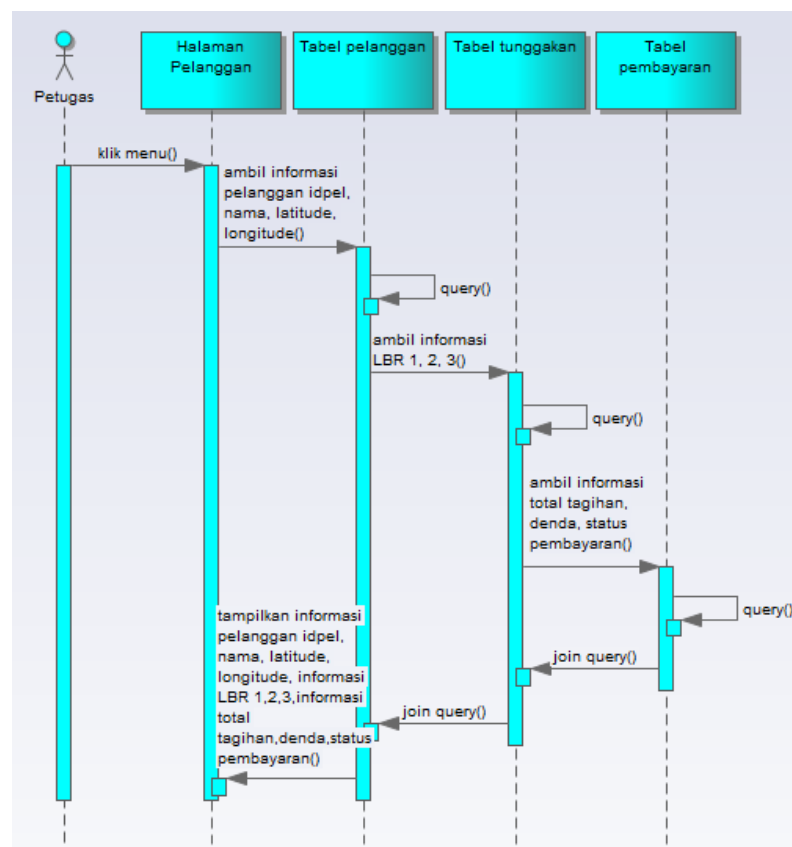 Petugas
Halaman
Pelanggan
Tabel pelanggan
Tabel tunggakan
Tabel
pembayaran
klik menu()
ambil informasi
pelanggan idpel,
nama, latitude,
longitude()
query()
ambil informasi
LBR 1, 2, 3()
query()
ambil informasi
total tagihan,
denda, status
pembayaran()
query()
join query()
join query()
tampilkan informasi
pelanggan idpel,
nama, latitude,
longitude, informasi
LBR 1,2,3,informasi
total
tagihan,denda,status
pembayaran()